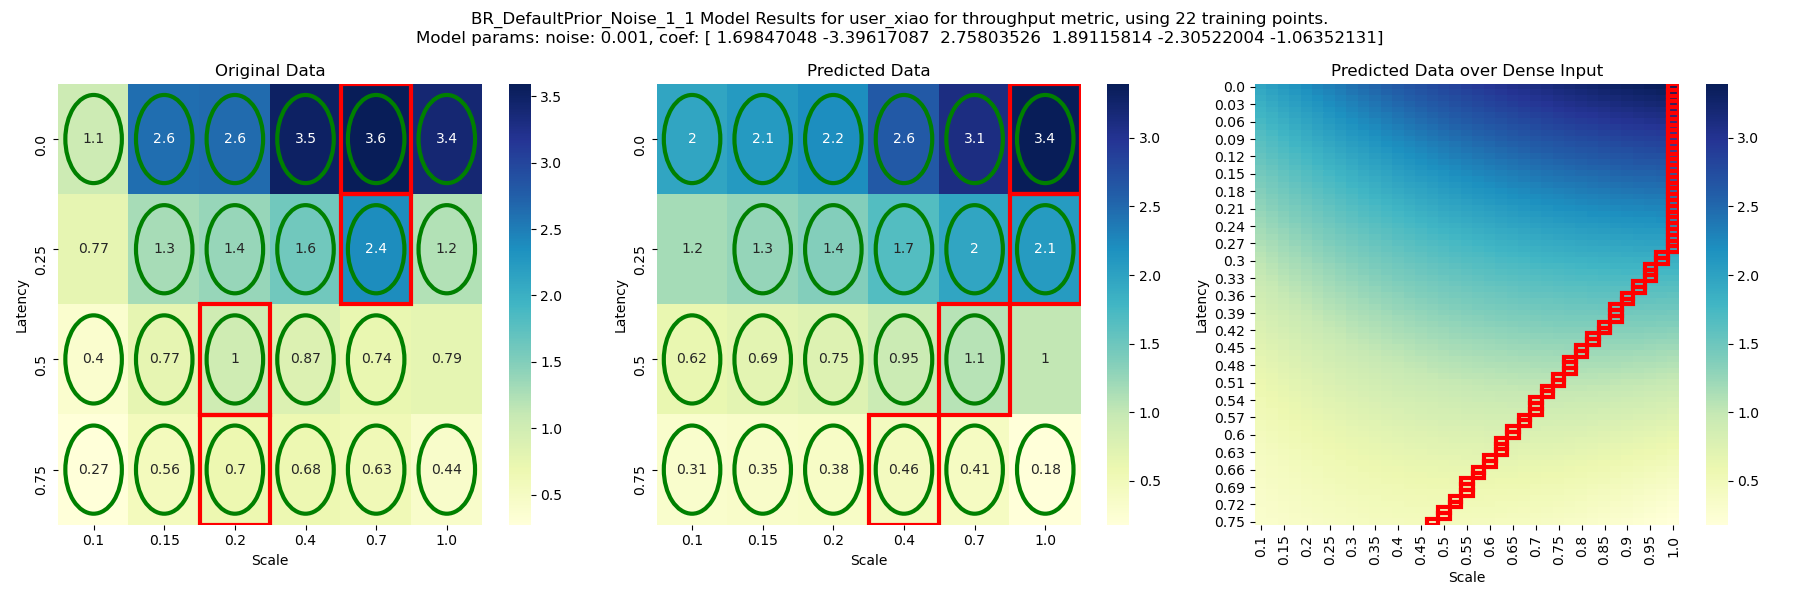 BR_DefaultPrior_Noise_1_1 Model Results for user_xiao for throughput metric, using 22 training points.
Model params: noise: 0.001, coef: [ 1.69847048 -3.39617087  2.75803526  1.89115814 -2.30522004 -1.06352131]
Original Data
Latency
0.0
1.1 2.6 2.6 3.5 3.6 3.4
0.25
0.77 1.3 1.4 1.6 2.4 1.2
0.5
0.4 0.77 1 0.87 0.74 0.79
0.75
0.27 0.56 0.7 0.68 0.63 0.44
0.1 0.15 0.2 0.4 0.7 1.0
Scale
3.5
3.0
2.5
2.0
1.5
1.0
0.5
Predicted Data
Latency
0.0
2 2.1 2.2 2.6 3.1 3.4
0.25
1.2 1.3 1.4 1.7 2 2.1
0.5
0.62 0.69 0.75 0.95 1.1 1
0.75
0.31 0.35 0.38 0.46 0.41 0.18
0.1 0.15 0.2 0.4 0.7 1.0
Scale
3.0
2.5
2.0
1.5
1.0
0.5
Predicted Data over Dense Input
Latency
0.0
0.03
0.06
0.09
0.12
0.15
0.18
0.21
0.24
0.27
0.3
0.33
0.36
0.39
0.42
0.45
0.48
0.51
0.54
0.57
0.6
0.63
0.66
0.69
0.72
0.75
0.1 0.15 0.2 0.25 0.3 0.35 0.4 0.45 0.5 0.55 0.6 0.65 0.7 0.75 0.8 0.85 0.9 0.95 1.0
Scale
3.0
2.5
2.0
1.5
1.0
0.5